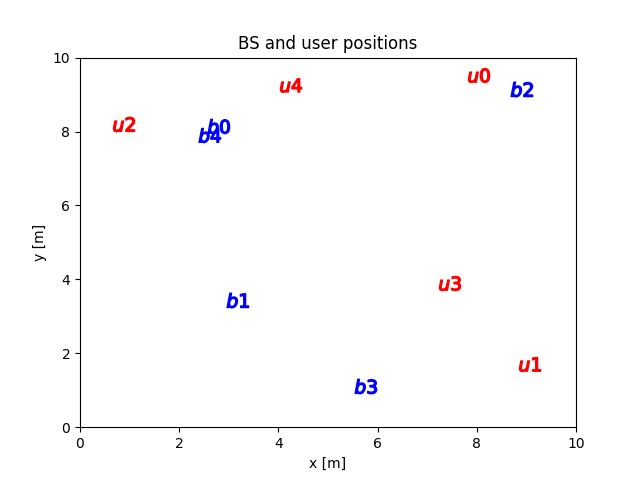 BS and user positions
10
u4
u0
b2
8
u2
b0
b4
6
y [m]
4
u3
b1
2
u1
b3
0
0 2 4 6 8 10
x [m]